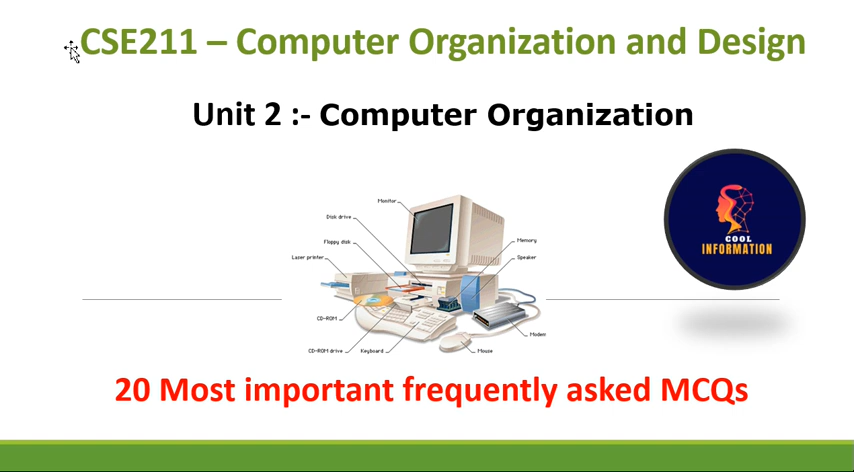 CSE211 – Computer Organization and Design
Unit 2 :- Computer Organization
Monitor
Disk drive
Floppy disk
Lazer printer
Memory
Speaker
COOL
INFORMATION
CD-ROM
Modem
CD-ROM drive
Keyboard
Mouse
20 Most important frequently asked MCQs